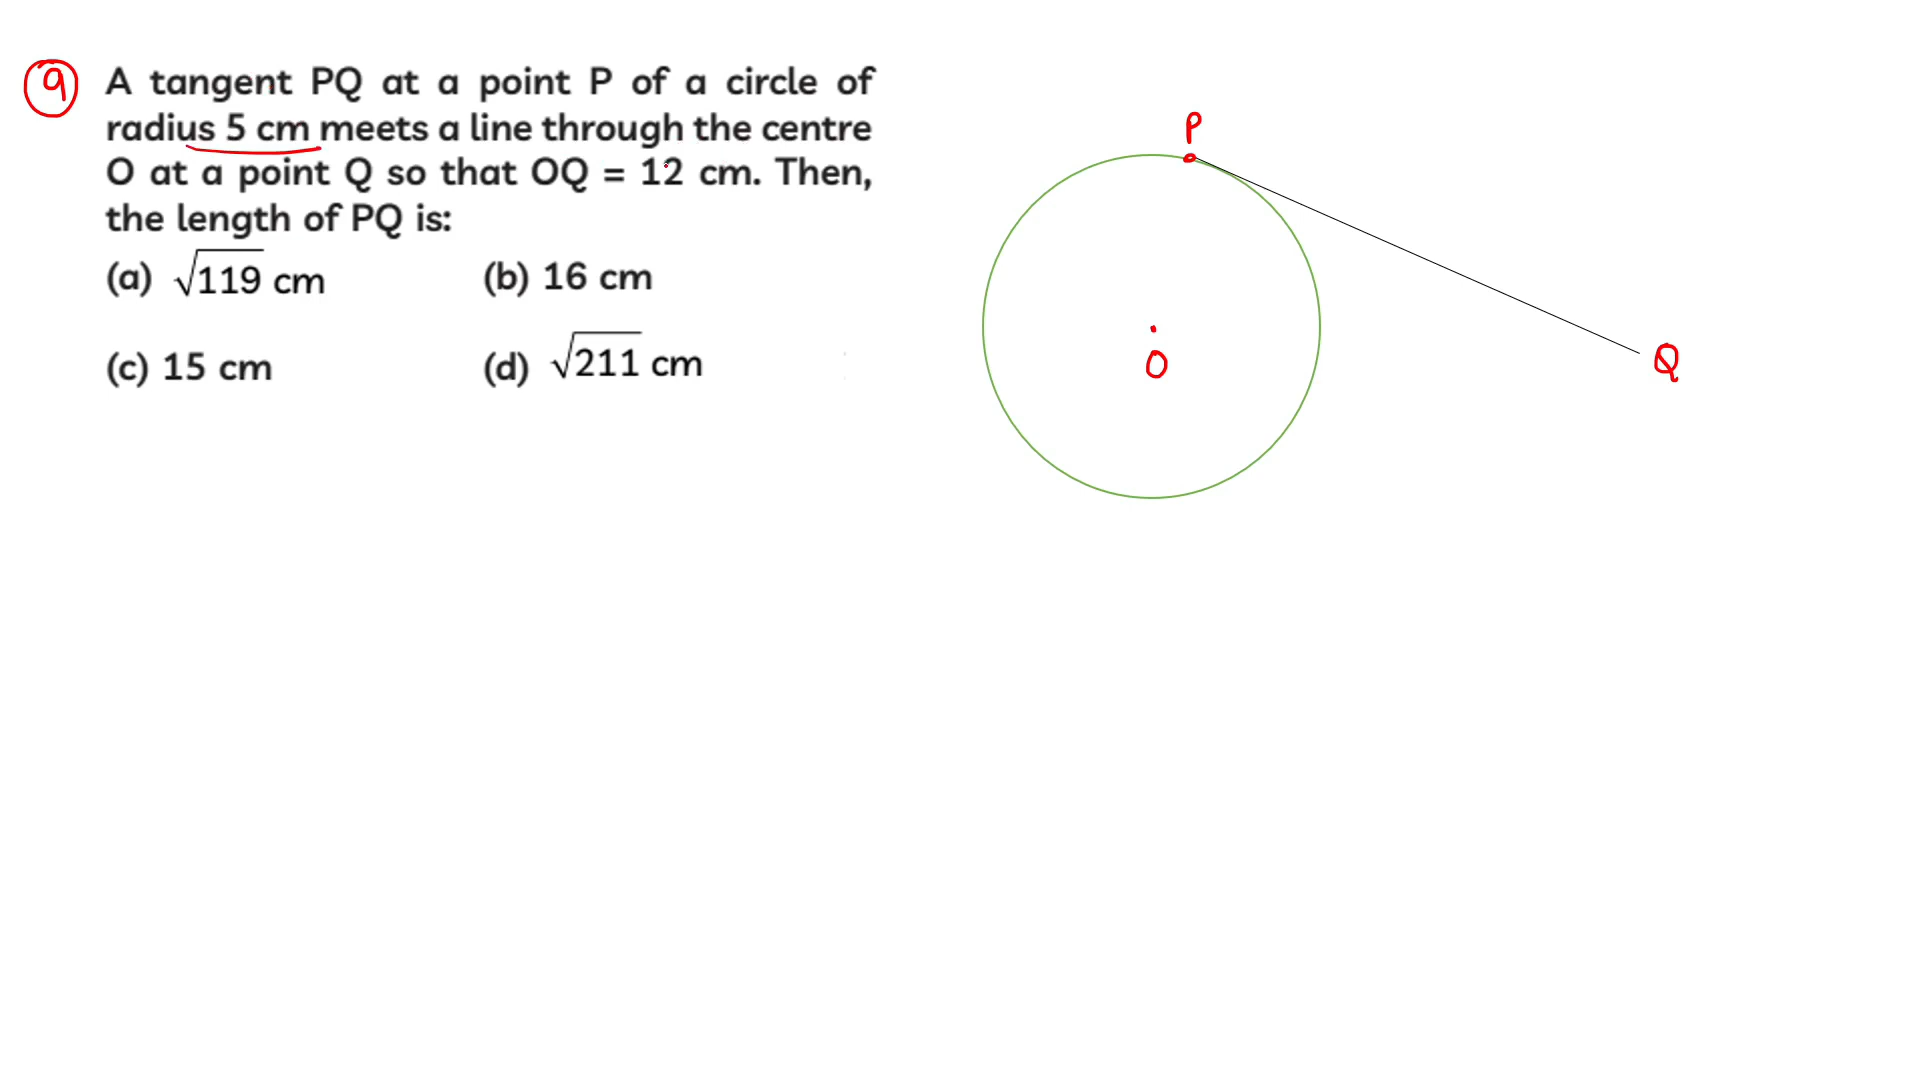 9 A tangent PQ at a point P of a circle of
radius 5 cm meets a line through the centre
O at a point Q so that OQ = 12 cm. Then,
the length of PQ is:
(a) √119 cm (b) 16 cm
(c) 15 cm (d) √211 cm
P
O
Q